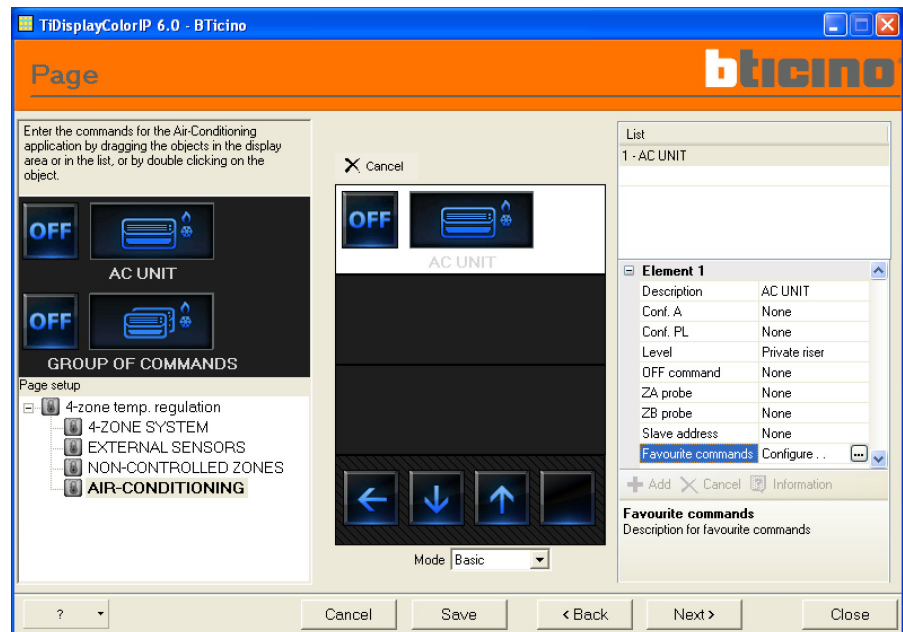 TiDisplayColorIP 6.0 - BTicino
Page
bticino
Enter the commands for the Air-Conditioning
application by dragging the objects in the display
area or in the list, or by double clicking on the
object.
OFF
AC UNIT
OFF
GROUP OF COMMANDS
Page setup
4-zone temp. regulation
4-ZONE SYSTEM
EXTERNAL SENSORS
NON-CONTROLLED ZONES
AIR-CONDITIONING
Cancel
OFF
AC UNIT
Mode Basic
List
1 - AC UNIT
Element 1
Description AC UNIT
Conf. A None
Conf. PL None
Level Private riser
OFF command None
ZA probe None
ZB probe None
Slave address None
Favourite commands Configure . . ...
Add Cancel Information
Favourite commands
Description for favourite commands
? Cancel Save < Back Next > Close